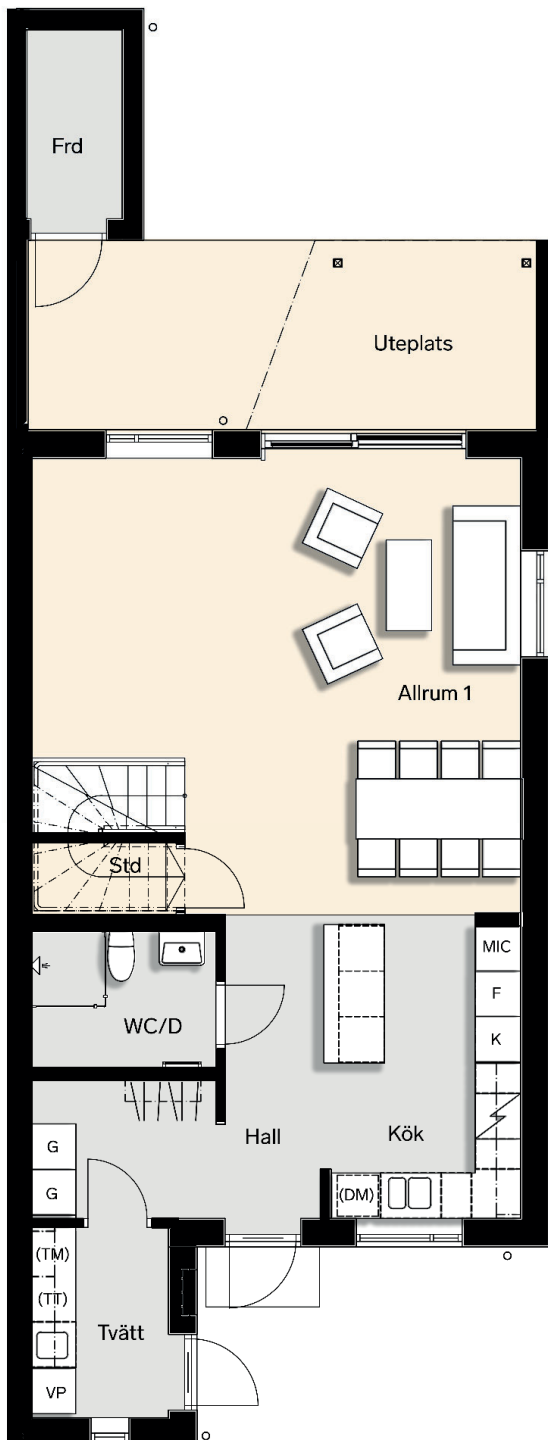 Frd
Uteplats
Allrum 1
Std
MIC
F
K
WC/D
Hall
Kök
G
G
(DM)
(TM)
(TT)
Tvätt
VP